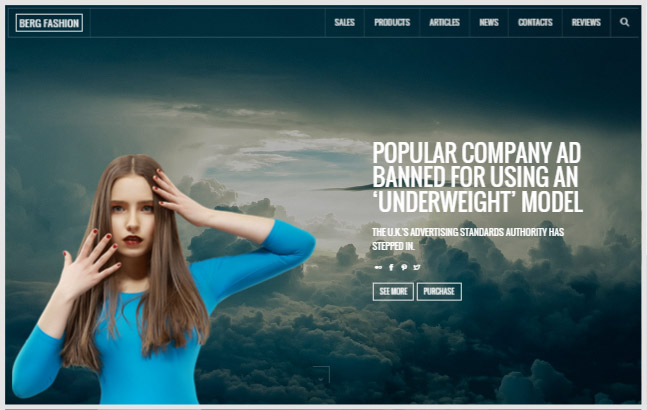 BERG FASHION
SALES PRODUCTS ARTICLES NEWS CONTACTS REVIEWS
POPULAR COMPANY AD
BANNED FOR USING AN
‘UNDERWEIGHT’ MODEL
THE U.K.'S ADVERTISING STANDARDS AUTHORITY HAS
STEPPED IN.
SEE MORE PURCHASE